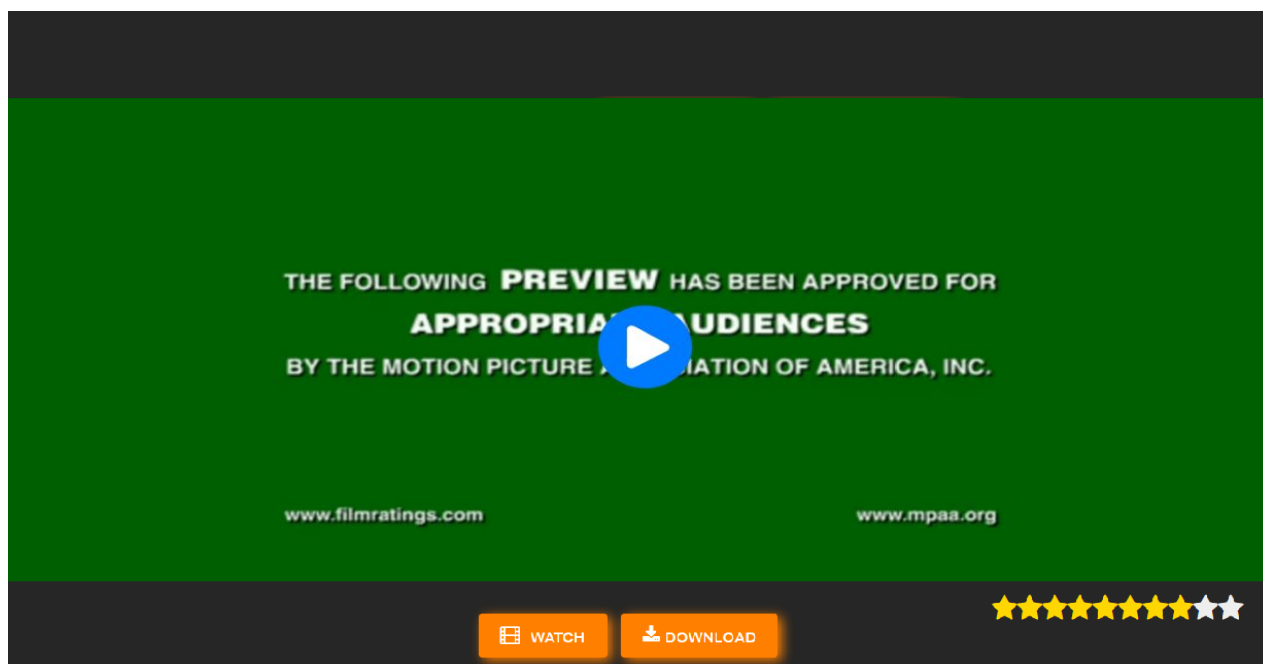 THE FOLLOWING PREVIEW HAS BEEN APPROVED FOR
BY THE MOTION PICTURE OF AMERICA, INC.
www.filmratings.com www.mpaa.org
WATCH DOWNLOAD